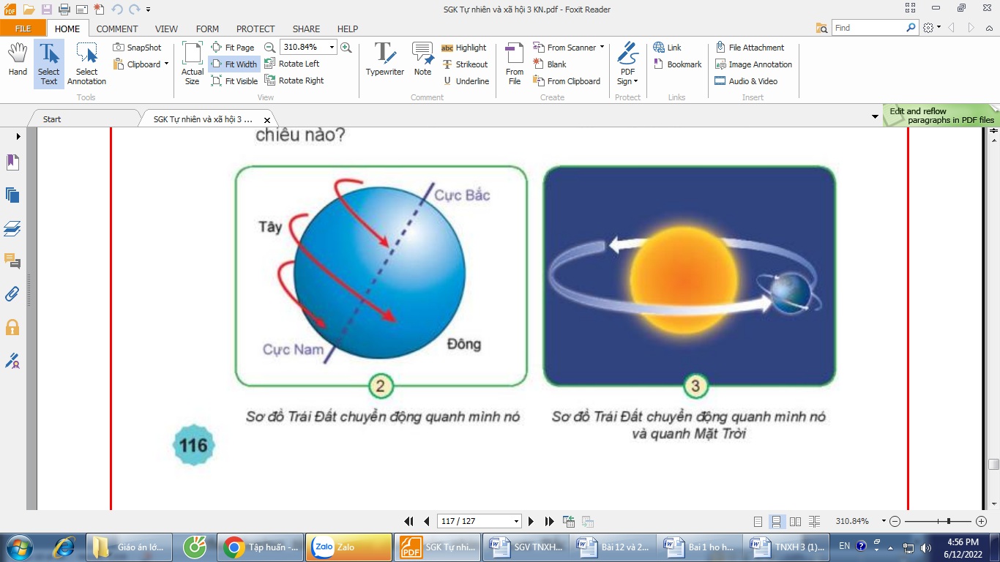 SGK Tự nhiên và xã hội 3 KN.pdf - Foxit Reader
FILE HOME COMMENT VIEW FORM PROTECT SHARE HELP
Find
Hand
Select Text
Select Annotation
SnapShot
Clipboard
Tools
Actual Size
Fit Page
Fit Width
Fit Visible
310.84%
Rotate Left
Rotate Right
View
Typewriter
Note
abc Highlight
Strikeout
U Underline
Comment
From File
From Scanner
Blank
From Clipboard
Create
PDF Sign
Protect
Link
Bookmark
Links
File Attachment
Image Annotation
Audio & Video
Insert
Start
SGK Tự nhiên và xã hội 3 ...
Edit and reflow
paragraphs in PDF files
chiều nào?
Cực Bắc
Tây
Cực Nam
Đông
2
3
Sơ đồ Trái Đất chuyển động quanh mình nó
Sơ đồ Trái Đất chuyển động quanh mình nó
và quanh Mặt Trời
116
117 / 127
310.84%
Giáo án lớ...
Tập huấn -...
Zalo
Zalo
SGK Tự nhi...
SGV TNXH...
Bài 12 và 2...
Bai 1 ho h...
TNXH 3 (1)...
EN
4:56 PM
6/12/2022